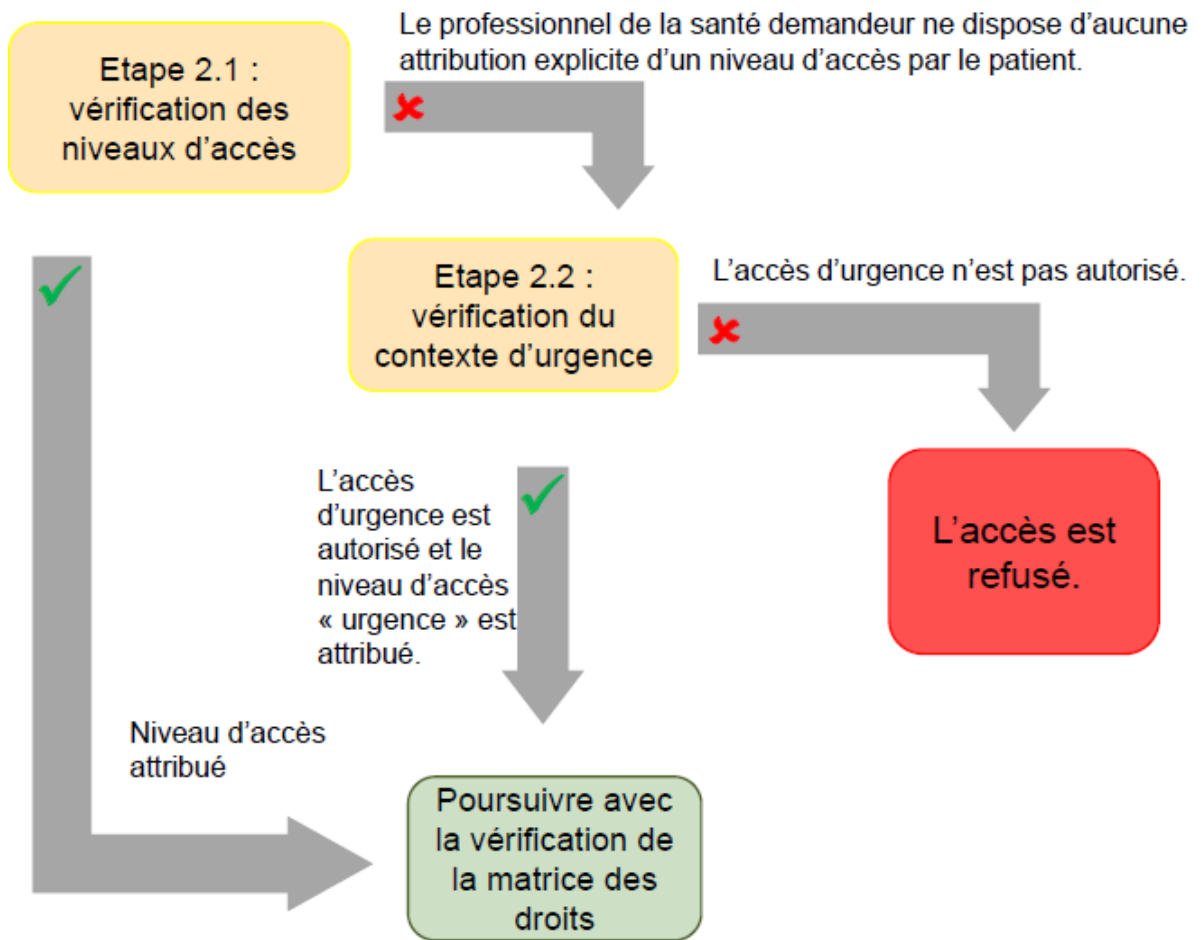 Le professionnel de la santé demandeur ne dispose d’aucune
attribution explicite d’un niveau d’accès par le patient.
Etape 2.1 :
vérification des
niveaux d’accès
Etape 2.2 :
vérification du
contexte d’urgence
L’accès d’urgence n’est pas autorisé.
L’accès
d’urgence est
autorisé et le
niveau d’accès
« urgence » est
attribué.
L’accès est
refusé.
Niveau d’accès
attribué
Poursuivre avec
la vérification de
la matrice des
droits